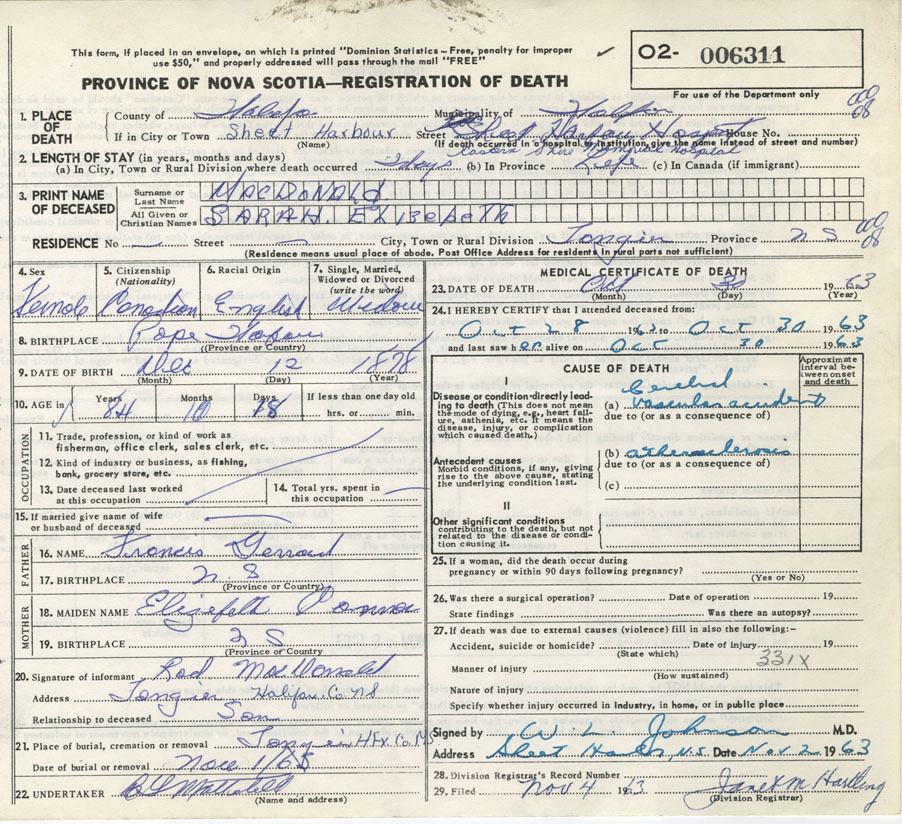 This form, if placed in an envelope, on which is printed "Dominion Statistics – Free, penalty for improper
use $50," and properly addressed will pass through the mail "FREE"
O2- 006311
For use of the Department only
PROVINCE OF NOVA SCOTIA—REGISTRATION OF DEATH
1. PLACE OF DEATH
County of Halifax Municipality of Halifax
If in City or Town Sheet Harbour Street Sheet Harbour Hospital House No.
(Name) (If death occurred in a hospital or institution, give the name instead of street and number)
Eastern Shore Memorial Hospital
2. LENGTH OF STAY (in years, months and days)
(a) In City, Town or Rural Division where death occurred days (b) In Province Life (c) In Canada (if immigrant)
3. PRINT NAME OF DECEASED
Surname or Last Name MACDONALD
All Given or Christian Names SARAH. ELIZEBETH
RESIDENCE No — Street — City, Town or Rural Division Tangier Province N S
(Residence means usual place of abode. Post Office Address for resident in rural parts not sufficient)
4. Sex Female
5. Citizenship (Nationality) Canadian
6. Racial Origin English
7. Single, Married, Widowed or Divorced (write the word) Widow
8. BIRTHPLACE Pope Harbour
(Province or Country)
9. DATE OF BIRTH Dec 12 1878
(Month) (Day) (Year)
10. AGE in Years 84 Months 10 Days 18 If less than one day old hrs. or min.
OCCUPATION
11. Trade, profession, or kind of work as fisherman, office clerk, sales clerk, etc.
12. Kind of industry or business, as fishing, bank, grocery store, etc.
13. Date deceased last worked at this occupation
14. Total yrs. spent in this occupation
15. If married give name of wife or husband of deceased
FATHER
16. NAME Francis Gerrard
17. BIRTHPLACE N S
(Province or Country)
MOTHER
18. MAIDEN NAME Elizabeth Connor
19. BIRTHPLACE N S
(Province or Country)
20. Signature of informant Rod MacDonald
Address Tangier Halifax Co NS
Relationship to deceased Son
21. Place of burial, cremation or removal Tangier HFX Co NS
Date of burial or removal Nov 1/63
22. UNDERTAKER
(Name and address)
MEDICAL CERTIFICATE OF DEATH
23. DATE OF DEATH Oct 30 1963
(Month) (Day) (Year)
24. I HEREBY CERTIFY that I attended deceased from:
Oct 28 1963 to Oct 30 1963
and last saw her alive on Oct 30 1963
CAUSE OF DEATH
Approximate interval between onset and death
I
Disease or condition directly leading to death (This does not mean the mode of dying, e.g., heart failure, asthenia, etc. It means the disease, injury, or complication which caused death.)
(a) Cerebral vascular accident
due to (or as a consequence of)
Antecedent causes
Morbid conditions, if any, giving rise to the above cause, stating the underlying condition last.
(b) atherosclerosis
due to (or as a consequence of)
(c)
II
Other significant conditions contributing to the death, but not related to the disease or condition causing it.
25. If a woman, did the death occur during pregnancy or within 90 days following pregnancy?
(Yes or No)
26. Was there a surgical operation? Date of operation 19
State findings Was there an autopsy?
27. If death was due to external causes (violence) fill in also the following:–
Accident, suicide or homicide? Date of injury 19
(State which) 331X
Manner of injury
(How sustained)
Nature of injury
Specify whether injury occurred in industry, in home, or in public place
Signed by W. L. Johnson M.D.
Address Sheet Harbour, N.S. Date Nov 2 1963
28. Division Registrar's Record Number
29. Filed Nov 4 1963 Janet M Hartling
(Division Registrar)